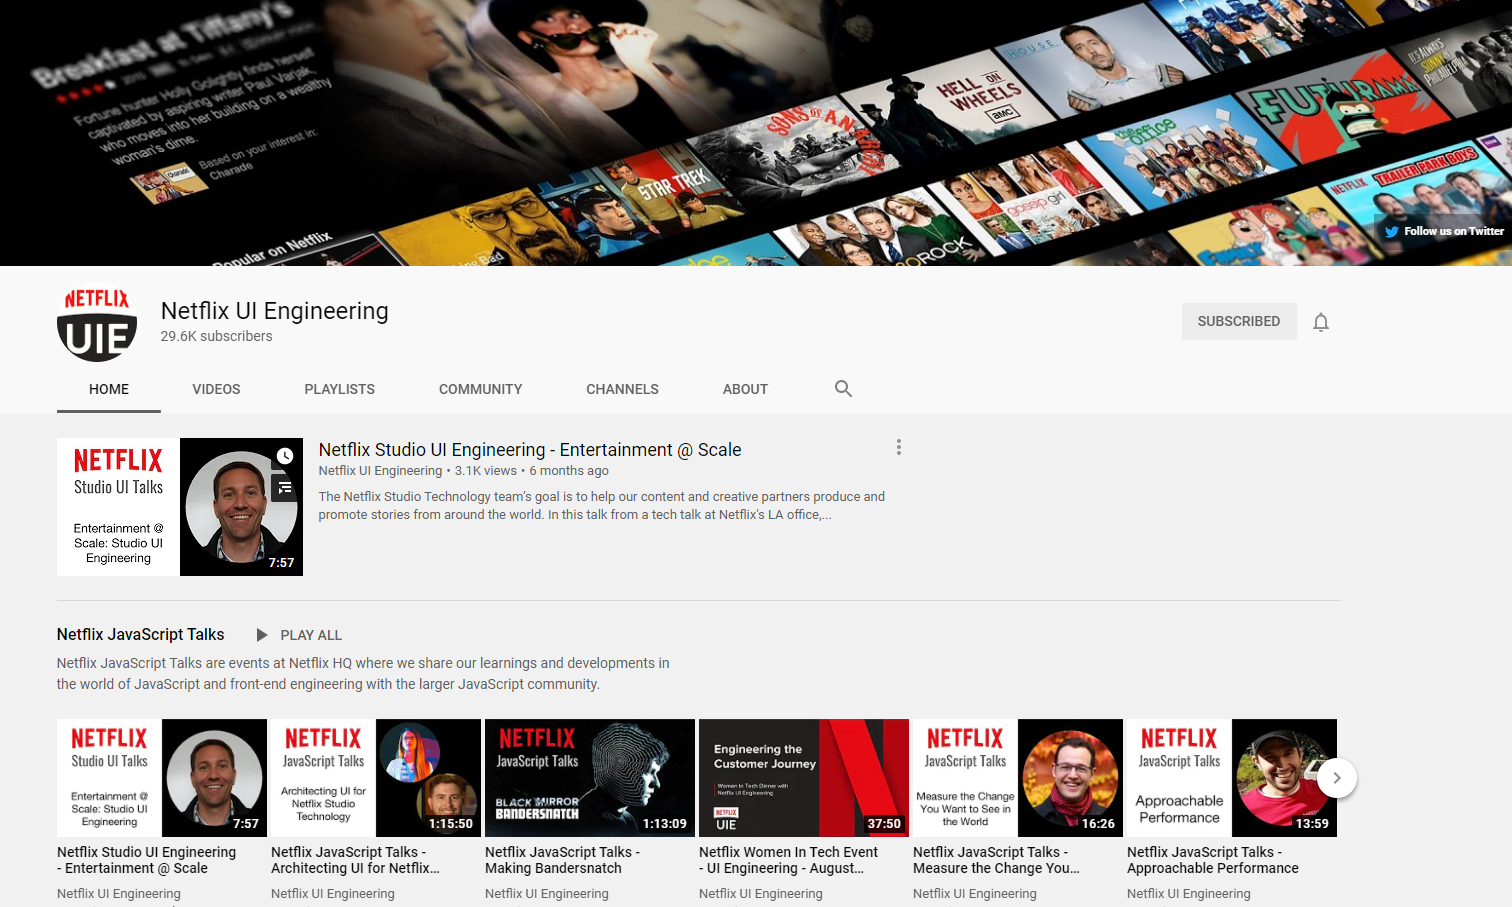 Breakfast at Tiffany's
Fortune hunter Holly Golightly finds herself
captivated by aspiring writer Paul Varjak,
who moves into her building on a wealthy
woman's dime.
Based on your interest in:
Charade
Popular on Netflix
STAR TREK
SONS OF ANARCHY
HELL ON WHEELS
AMC
HOUSE
the office
FUTURAMA
IT'S ALWAYS
SUNNY IN
PHILADELPHIA
gossip girl
NETFLIX
TRAILER PARK BOYS
ROCK
Follow us on Twitter
NETFLIX
UIE
Netflix UI Engineering
29.6K subscribers
SUBSCRIBED
HOME VIDEOS PLAYLISTS COMMUNITY CHANNELS ABOUT
NETFLIX
Studio UI Talks
Entertainment @
Scale: Studio UI
Engineering
7:57
Netflix Studio UI Engineering - Entertainment @ Scale
Netflix UI Engineering • 3.1K views • 6 months ago
The Netflix Studio Technology team's goal is to help our content and creative partners produce and
promote stories from around the world. In this talk from a tech talk at Netflix's LA office,...
Netflix JavaScript Talks PLAY ALL
Netflix JavaScript Talks are events at Netflix HQ where we share our learnings and developments in
the world of JavaScript and front-end engineering with the larger JavaScript community.
NETFLIX
Studio UI Talks
Entertainment @
Scale: Studio UI
Engineering
7:57
Netflix Studio UI Engineering
- Entertainment @ Scale
Netflix UI Engineering
NETFLIX
JavaScript Talks
Architecting UI for
Netflix Studio
Technology
1:15:50
Netflix JavaScript Talks -
Architecting UI for Netflix...
Netflix UI Engineering
NETFLIX
JavaScript Talks
BLACK MIRROR
BANDERSNATCH
1:13:09
Netflix JavaScript Talks -
Making Bandersnatch
Netflix UI Engineering
Engineering the
Customer Journey
Women In Tech Dinner with
Netflix UI Engineering
NETFLIX
UIE
37:50
Netflix Women In Tech Event
- UI Engineering - August...
Netflix UI Engineering
NETFLIX
JavaScript Talks
Measure the Change
You Want to See in
the World
16:26
Netflix JavaScript Talks -
Measure the Change You...
Netflix UI Engineering
NETFLIX
JavaScript Talks
Approachable
Performance
13:59
Netflix JavaScript Talks -
Approachable Performance
Netflix UI Engineering